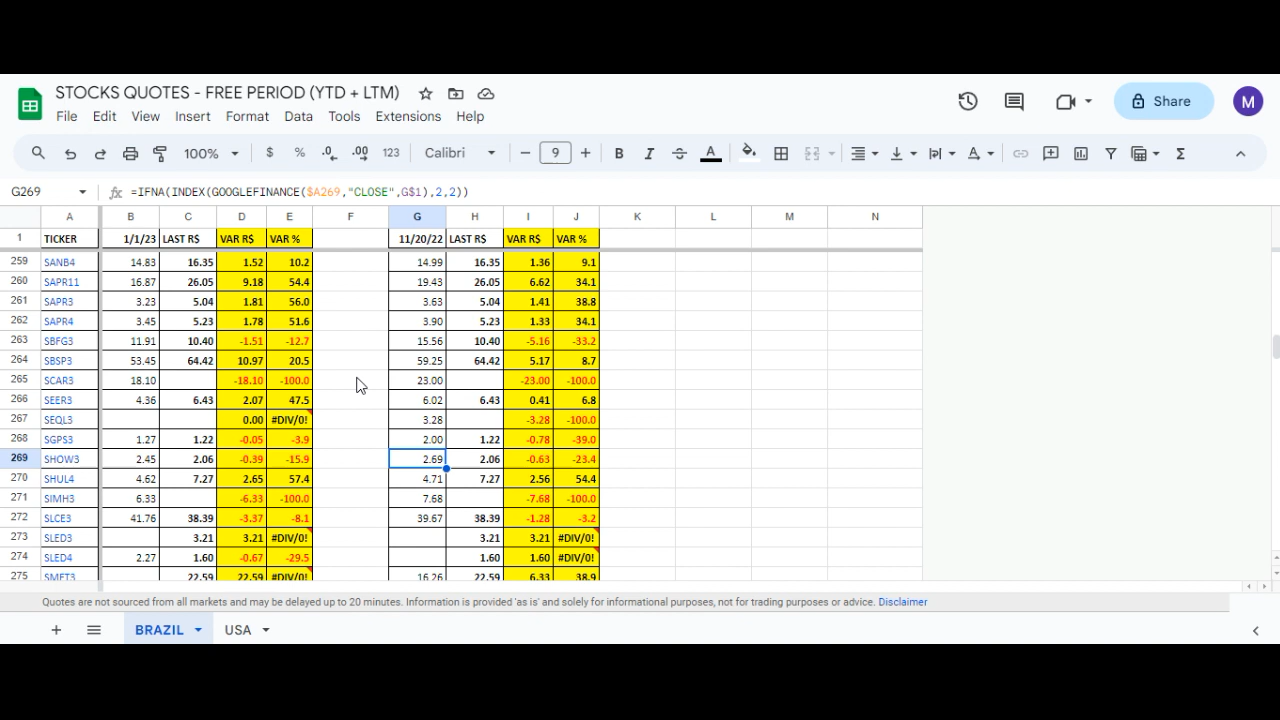 STOCKS QUOTES - FREE PERIOD (YTD + LTM)
File Edit View Insert Format Data Tools Extensions Help
Share
M
100% $ % .0 .00 123 Calibri 9 B I A
G269 fx =IFNA(INDEX(GOOGLEFINANCE($A269,"CLOSE",G$1),2,2))
A B C D E F G H I J K L M N
1 TICKER 1/1/23 LAST R$ VAR R$ VAR % 11/20/22 LAST R$ VAR R$ VAR %
259 SANB4 14.83 16.35 1.52 10.2 14.99 16.35 1.36 9.1
260 SAPR11 16.87 26.05 9.18 54.4 19.43 26.05 6.62 34.1
261 SAPR3 3.23 5.04 1.81 56.0 3.63 5.04 1.41 38.8
262 SAPR4 3.45 5.23 1.78 51.6 3.90 5.23 1.33 34.1
263 SBFG3 11.91 10.40 -1.51 -12.7 15.56 10.40 -5.16 -33.2
264 SBSP3 53.45 64.42 10.97 20.5 59.25 64.42 5.17 8.7
265 SCAR3 18.10 -18.10 -100.0 23.00 -23.00 -100.0
266 SEER3 4.36 6.43 2.07 47.5 6.02 6.43 0.41 6.8
267 SEQL3 0.00 #DIV/0! 3.28 -3.28 -100.0
268 SGPS3 1.27 1.22 -0.05 -3.9 2.00 1.22 -0.78 -39.0
269 SHOW3 2.45 2.06 -0.39 -15.9 2.69 2.06 -0.63 -23.4
270 SHUL4 4.62 7.27 2.65 57.4 4.71 7.27 2.56 54.4
271 SIMH3 6.33 -6.33 -100.0 7.68 -7.68 -100.0
272 SLCE3 41.76 38.39 -3.37 -8.1 39.67 38.39 -1.28 -3.2
273 SLED3 3.21 3.21 #DIV/0! 3.21 3.21 #DIV/0!
274 SLED4 2.27 1.60 -0.67 -29.5 1.60 1.60 #DIV/0!
275 SMFT3 22.59 22.59 #DIV/0! 16.26 22.59 6.33 38.9
Quotes are not sourced from all markets and may be delayed up to 20 minutes. Information is provided 'as is' and solely for informational purposes, not for trading purposes or advice. Disclaimer
BRAZIL USA